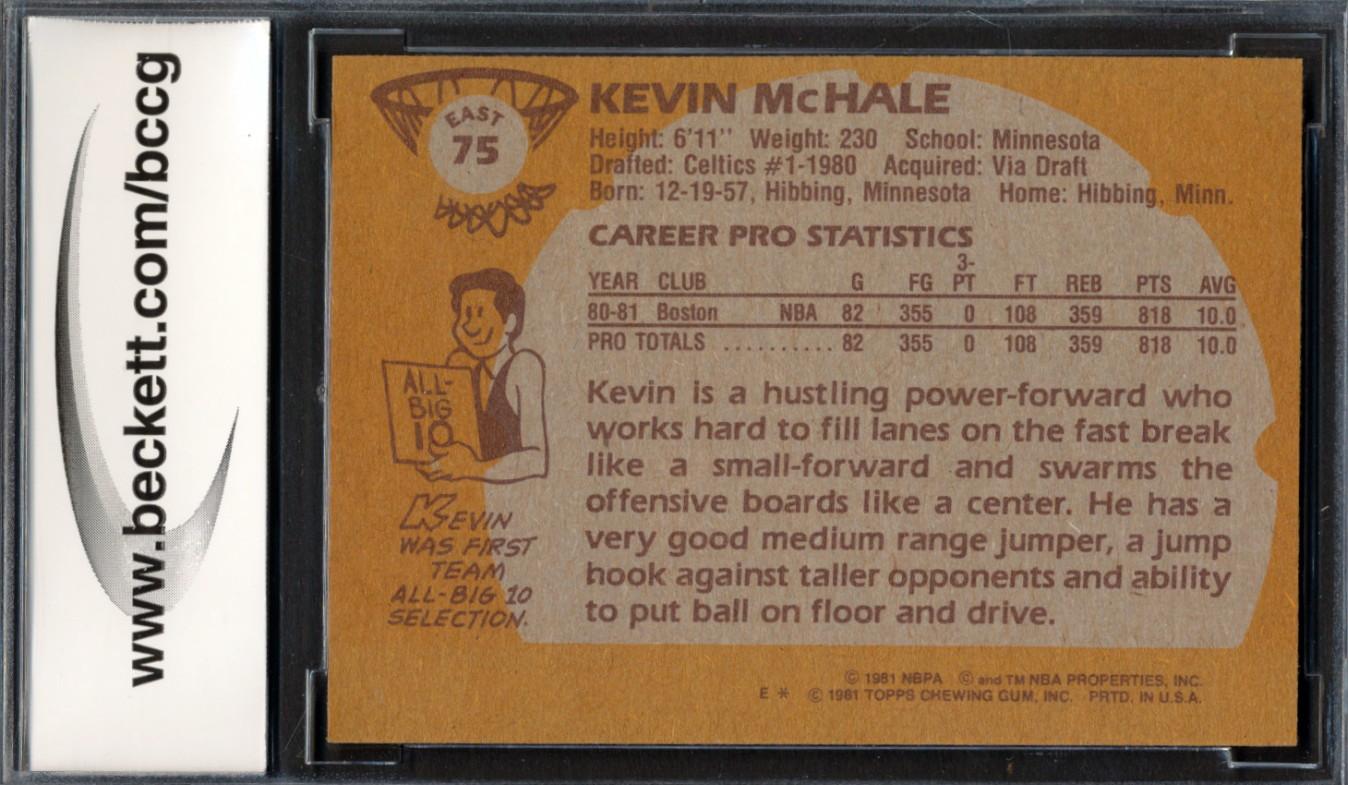 www.beckett.com/bccg
EAST
75
KEVIN McHALE
Height: 6'11'' Weight: 230 School: Minnesota
Drafted: Celtics #1-1980 Acquired: Via Draft
Born: 12-19-57, Hibbing, Minnesota Home: Hibbing, Minn.
CAREER PRO STATISTICS
YEAR CLUB G FG 3-PT FT REB PTS AVG
80-81 Boston NBA 82 355 0 108 359 818 10.0
PRO TOTALS .......... 82 355 0 108 359 818 10.0
ALL-
BIG
10
KEVIN
WAS FIRST
TEAM
ALL-BIG 10
SELECTION.
Kevin is a hustling power-forward who
works hard to fill lanes on the fast break
like a small-forward and swarms the
offensive boards like a center. He has a
very good medium range jumper, a jump
hook against taller opponents and ability
to put ball on floor and drive.
© 1981 NBPA © and TM NBA PROPERTIES, INC.
E * © 1981 TOPPS CHEWING GUM, INC. PRTD. IN U.S.A.